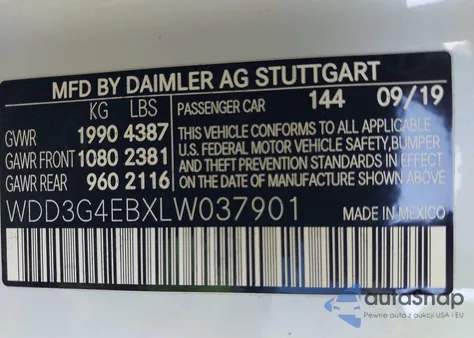 MFD BY DAIMLER AG STUTTGART
KG LBS PASSENGER CAR 144 09/19
GWWR 1990 4387
GAWR FRONT 1080 2381
GAWR REAR 960 2116
THIS VEHICLE CONFORMS TO ALL APPLICABLE
U.S. FEDERAL MOTOR VEHICLE SAFETY,BUMPER
AND THEFT PREVENTION STANDARDS IN EFFECT
ON THE DATE OF MANUFACTURE SHOWN ABOVE.
WDD3G4EBXLW037901 MADE IN MEXICO
autasnap
Pewne auta z aukcji USA i EU